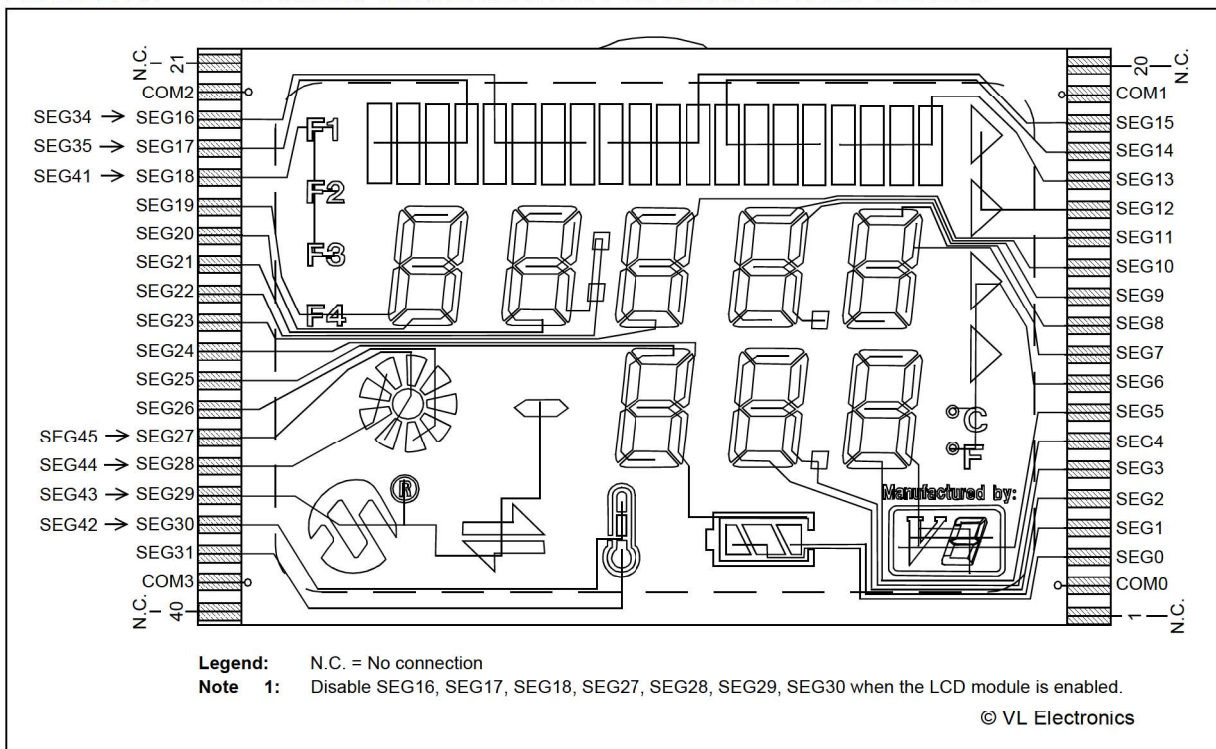 N.C.
21
COM2
SEG34 → SEG16
SEG35 → SEG17
SEG41 → SEG18
SEG19
SEG20
SEG21
SEG22
SEG23
SEG24
SEG25
SEG26
SEG45 → SEG27
SEG44 → SEG28
SEG43 → SEG29
SEG42 → SEG30
SEG31
COM3
N.C.
40
F1
F2
F3
F4
®
°C
°F
Manufactured by:
20
N.C.
COM1
SEG15
SEG14
SEG13
SEG12
SEG11
SEG10
SEG9
SEG8
SEG7
SEG6
SEG5
SEG4
SEG3
SEG2
SEG1
SEG0
COM0
1
N.C.
Legend: N.C. = No connection
Note 1: Disable SEG16, SEG17, SEG18, SEG27, SEG28, SEG29, SEG30 when the LCD module is enabled.
© VL Electronics